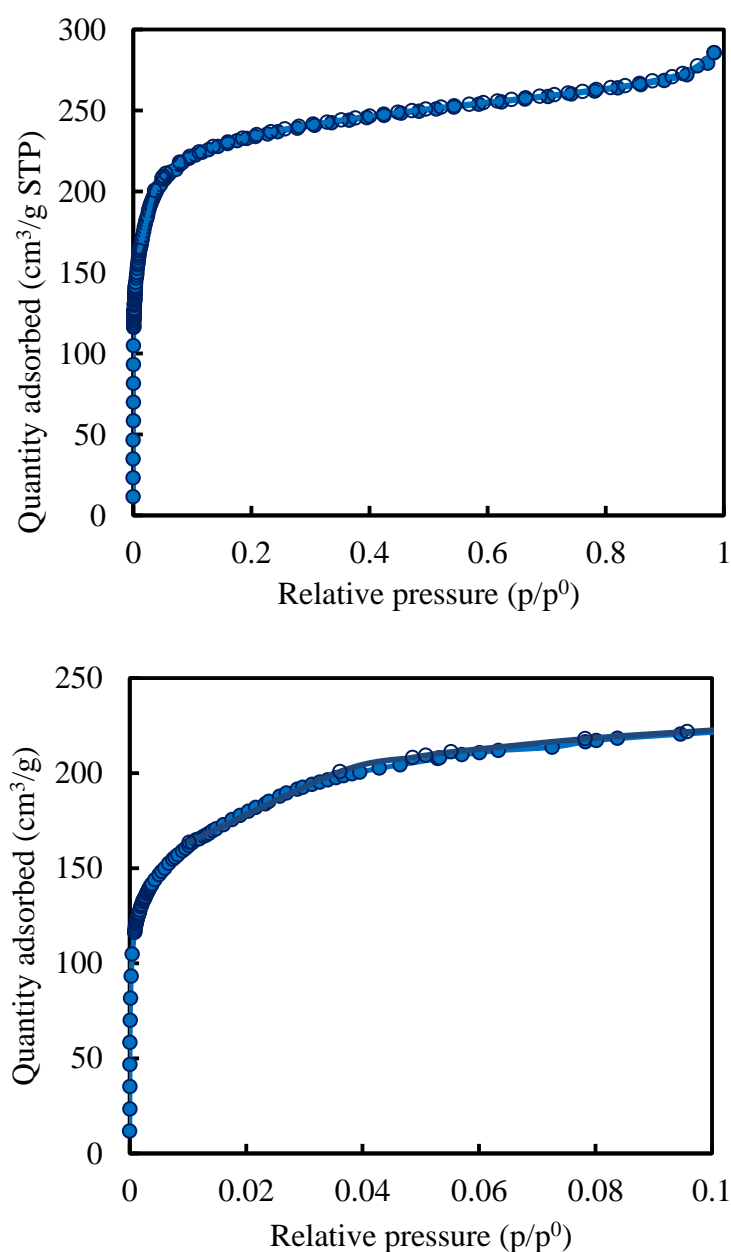 300
250
200
150
100
50
0
Quantity adsorbed (cm³/g STP)
0 0.2 0.4 0.6 0.8 1
Relative pressure (p/p⁰)
250
200
150
100
50
0
Quantity adsorbed (cm³/g)
0 0.02 0.04 0.06 0.08 0.1
Relative pressure (p/p⁰)